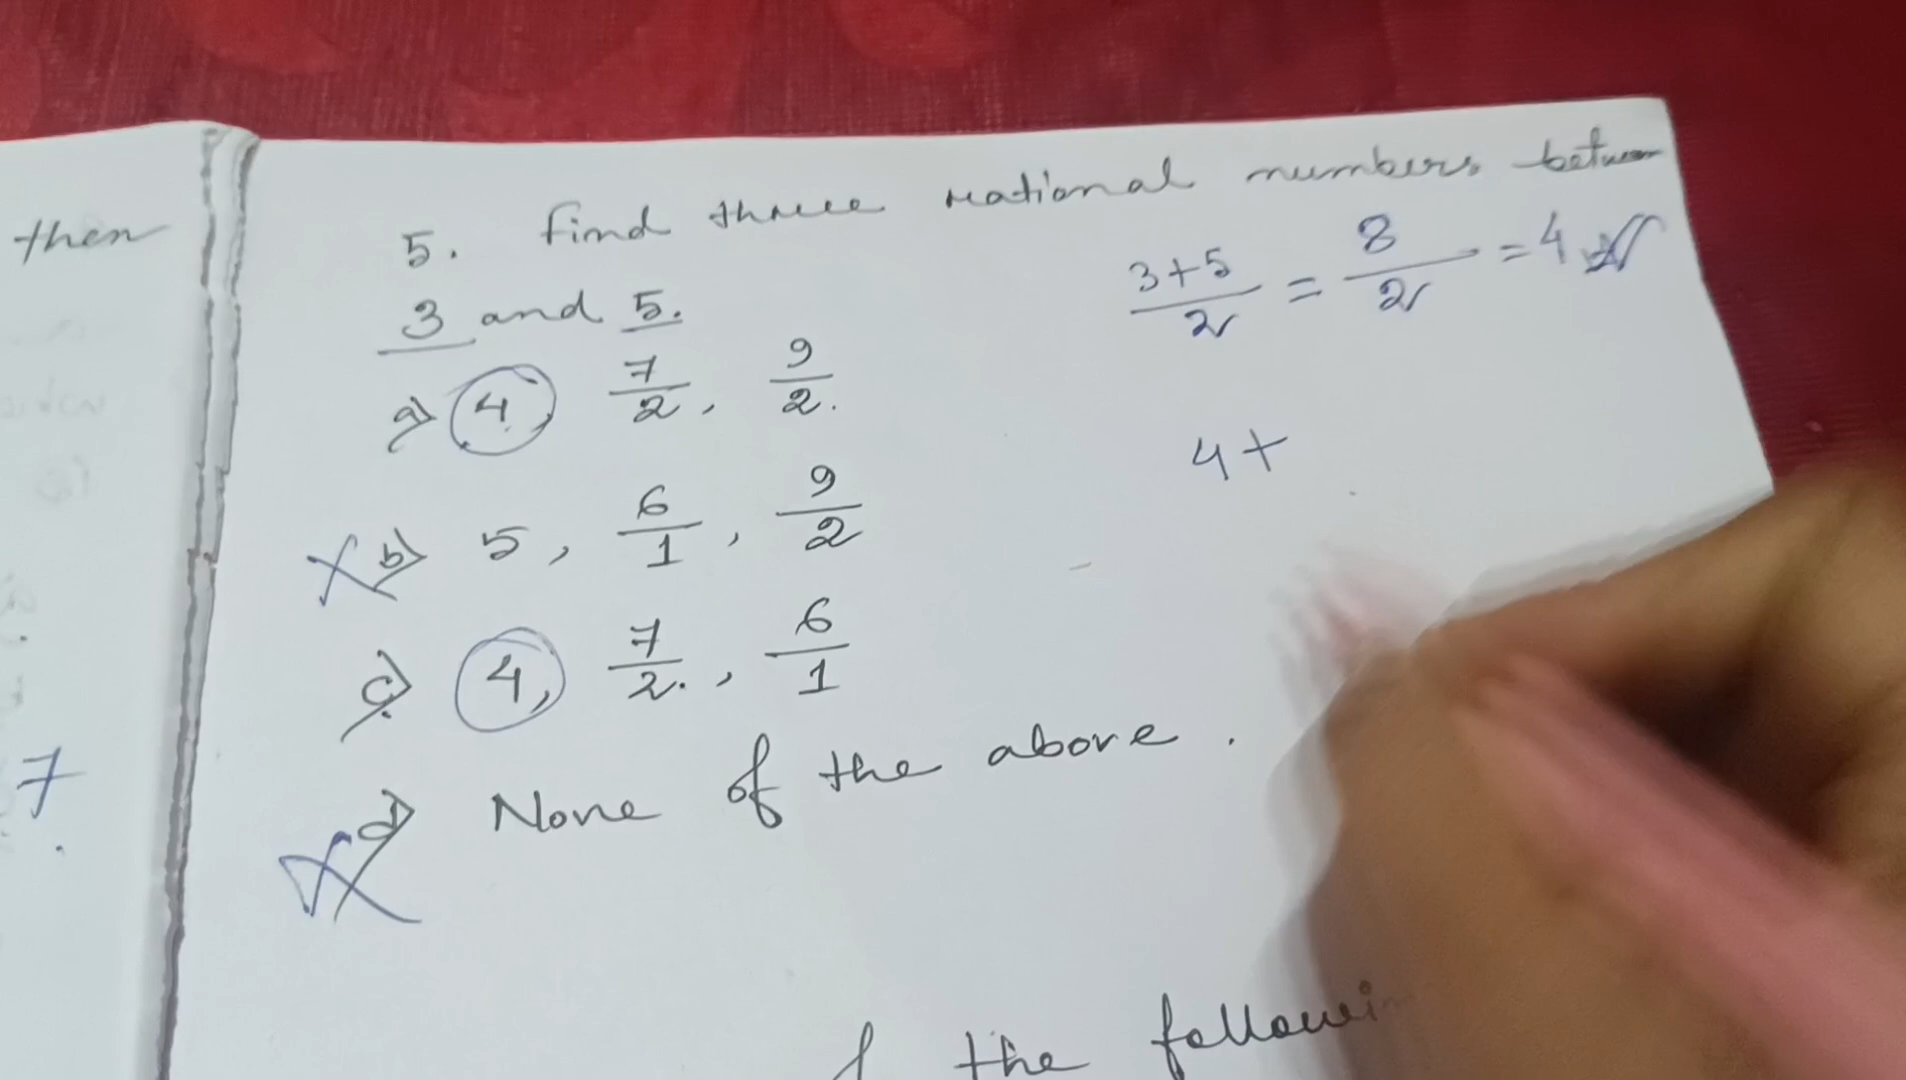 then
7
5. Find three rational numbers between
3 and 5.
a) 4 7/2, 9/2.
b) 5, 6/1, 9/2
c) 4, 7/2., 6/1
d) None of the above.
3+5/2 = 8/2 = 4
4+
the